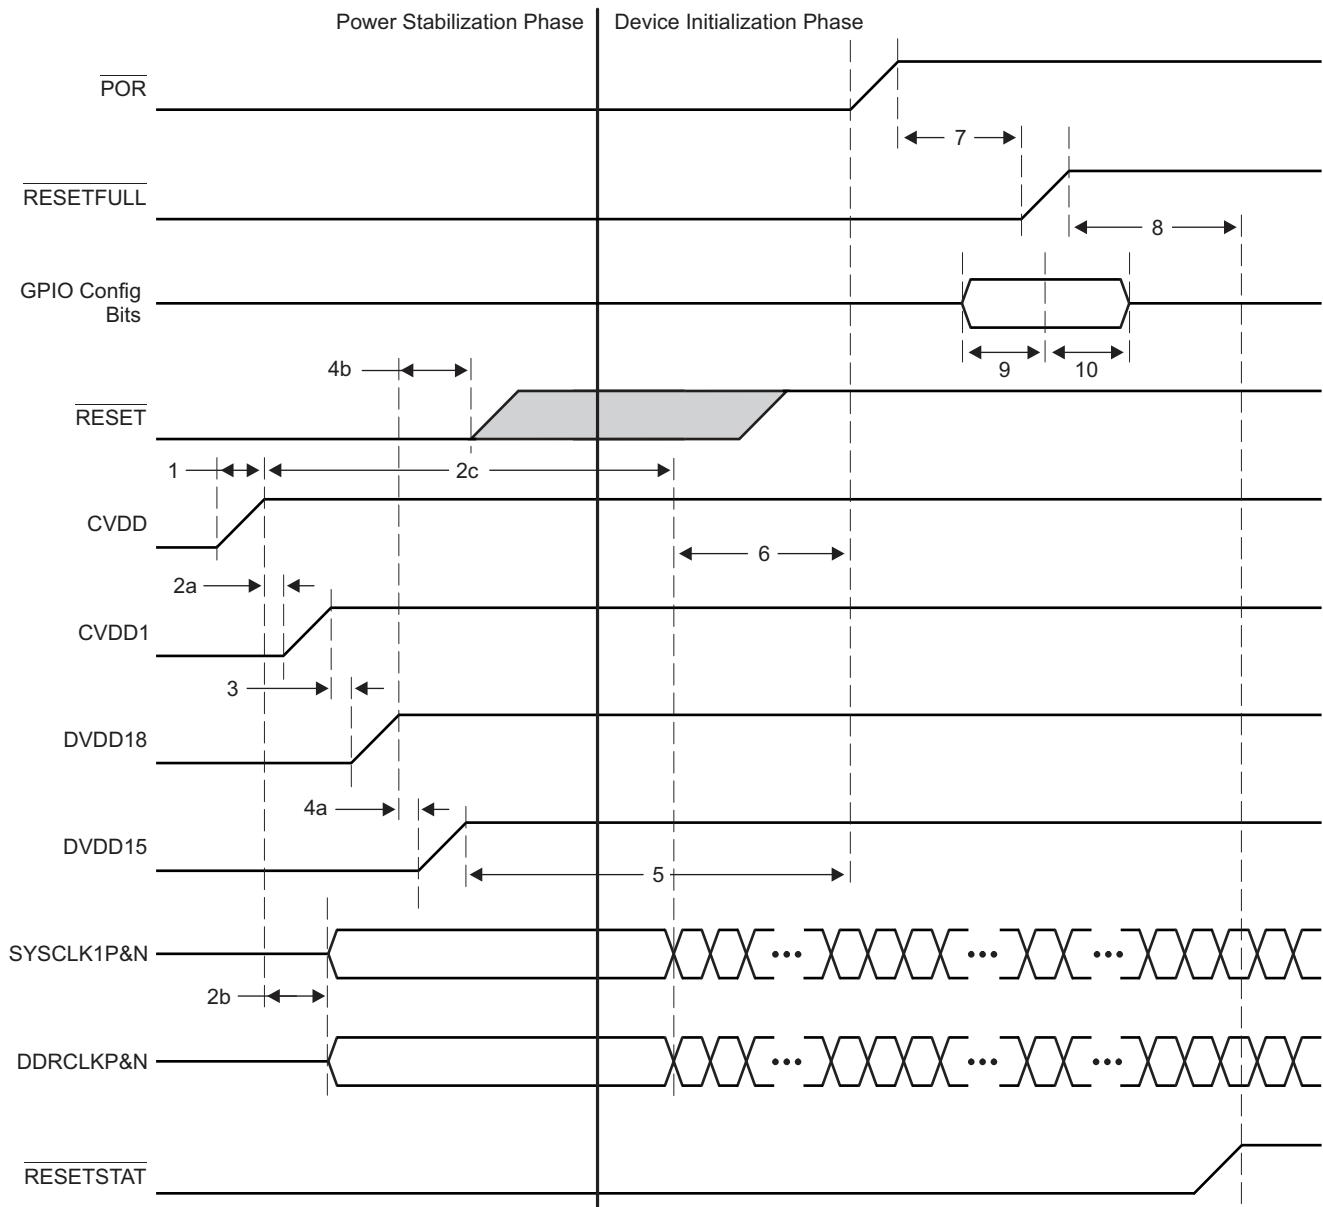 Power Stabilization Phase
Device Initialization Phase
POR
7
RESETFULL
8
GPIO Config
Bits
9
10
4b
RESET
1
2c
CVDD
6
2a
CVDD1
3
DVDD18
4a
DVDD15
5
SYSCLK1P&N
2b
DDRCLKP&N
RESETSTAT